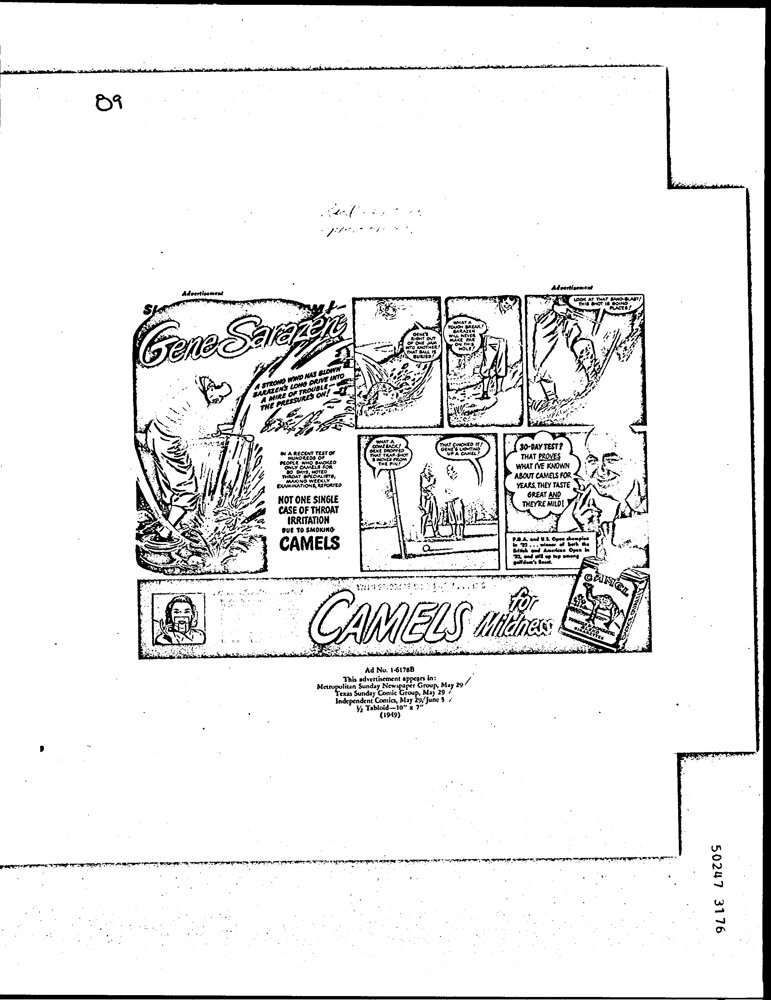 89
Advertisement
Gene Sarazen
A STRONG WIND HAS BLOWN
SARAZEN'S LONG DRIVE INTO
A MIRE OF TROUBLE—
THE PRESSURE'S ON!
IN A RECENT TEST OF
HUNDREDS OF
PEOPLE WHO SMOKED
ONLY CAMELS FOR
30 DAYS, NOTED
THROAT SPECIALISTS,
MAKING WEEKLY
EXAMINATIONS, REPORTED
NOT ONE SINGLE
CASE OF THROAT
IRRITATION
DUE TO SMOKING
CAMELS
GENE'S
RIGHT OUT
OF ONE JAM
INTO ANOTHER!
THAT BALL IS
BURIED!
WHAT A
TOUGH BREAK!
SARAZEN
WILL NEVER
MAKE PAR
ON THIS
HOLE!
Advertisement
LOOK AT THAT SAND-BLAST!
THIS SHOT IS GOING
PLACES!
WHAT A
COMEBACK!
GENE DROPPED
THAT TRAP-SHOT
3 INCHES FROM
THE PIN!
THAT CINCHED IT!
GENE'S LIGHTING
UP A CAMEL!
30-DAY TEST?
THAT PROVES
WHAT I'VE KNOWN
ABOUT CAMELS FOR
YEARS. THEY TASTE
GREAT AND
THEY'RE MILD!
P.G.A. and U.S. Open champion
in '22 ... winner of both the
British and American Open in
'32, and still up top among
golfdom's finest.
CAMELS for Mildness
CAMEL
Ad No. 1-6178B
This advertisement appears in:
Metropolitan Sunday Newspaper Group, May 29
Texas Sunday Comic Group, May 29
Independent Comics, May 29/June 5
½ Tabloid—10" x 7"
(1949)
50247 3176